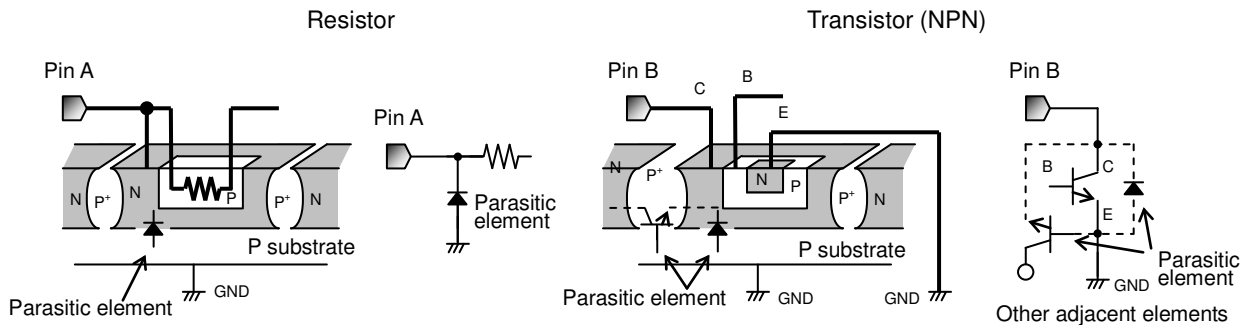 Resistor
Transistor (NPN)
Pin A
Pin A
N
P⁺
N
P
P⁺
N
Parasitic
element
P substrate
GND
Parasitic element
Pin B
C
B
E
N
P⁺
N
P
P⁺
N
P substrate
Parasitic element
GND
GND
Pin B
B
C
E
Parasitic
element
GND
Other adjacent elements